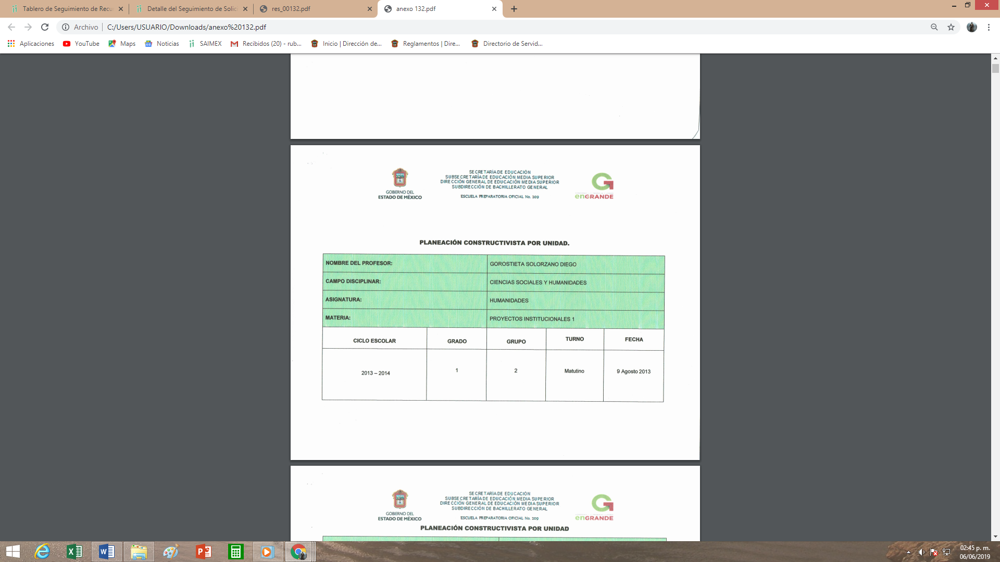 Tablero de Seguimiento de Recu
Detalle del Seguimiento de Solic
res_00132.pdf
anexo 132.pdf
Archivo
C:/Users/USUARIO/Downloads/anexo%20132.pdf
Aplicaciones
YouTube
Maps
Noticias
SAIMEX
Recibidos (20) - rub...
Inicio | Dirección de...
Reglamentos | Dire...
Directorio de Servid...
GOBIERNO DEL
ESTADO DE MÉXICO
SECRETARÍA DE EDUCACIÓN
SUBSECRETARÍA DE EDUCACIÓN MEDIA SUPERIOR
DIRECCIÓN GENERAL DE EDUCACIÓN MEDIA SUPERIOR
SUBDIRECCIÓN DE BACHILLERATO GENERAL
ESCUELA PREPARATORIA OFICIAL No. 209
enGRANDE
PLANEACIÓN CONSTRUCTIVISTA POR UNIDAD.
NOMBRE DEL PROFESOR: GOROSTIETA SOLORZANO DIEGO
CAMPO DISCIPLINAR: CIENCIAS SOCIALES Y HUMANIDADES
ASIGNATURA: HUMANIDADES
MATERIA: PROYECTOS INSTITUCIONALES 1
CICLO ESCOLAR GRADO GRUPO TURNO FECHA
2013 – 2014 1 2 Matutino 9 Agosto 2013
GOBIERNO DEL
ESTADO DE MÉXICO
SECRETARÍA DE EDUCACIÓN
SUBSECRETARÍA DE EDUCACIÓN MEDIA SUPERIOR
DIRECCIÓN GENERAL DE EDUCACIÓN MEDIA SUPERIOR
SUBDIRECCIÓN DE BACHILLERATO GENERAL
ESCUELA PREPARATORIA OFICIAL No. 209
enGRANDE
PLANEACIÓN CONSTRUCTIVISTA POR UNIDAD
02:45 p. m.
06/06/2019